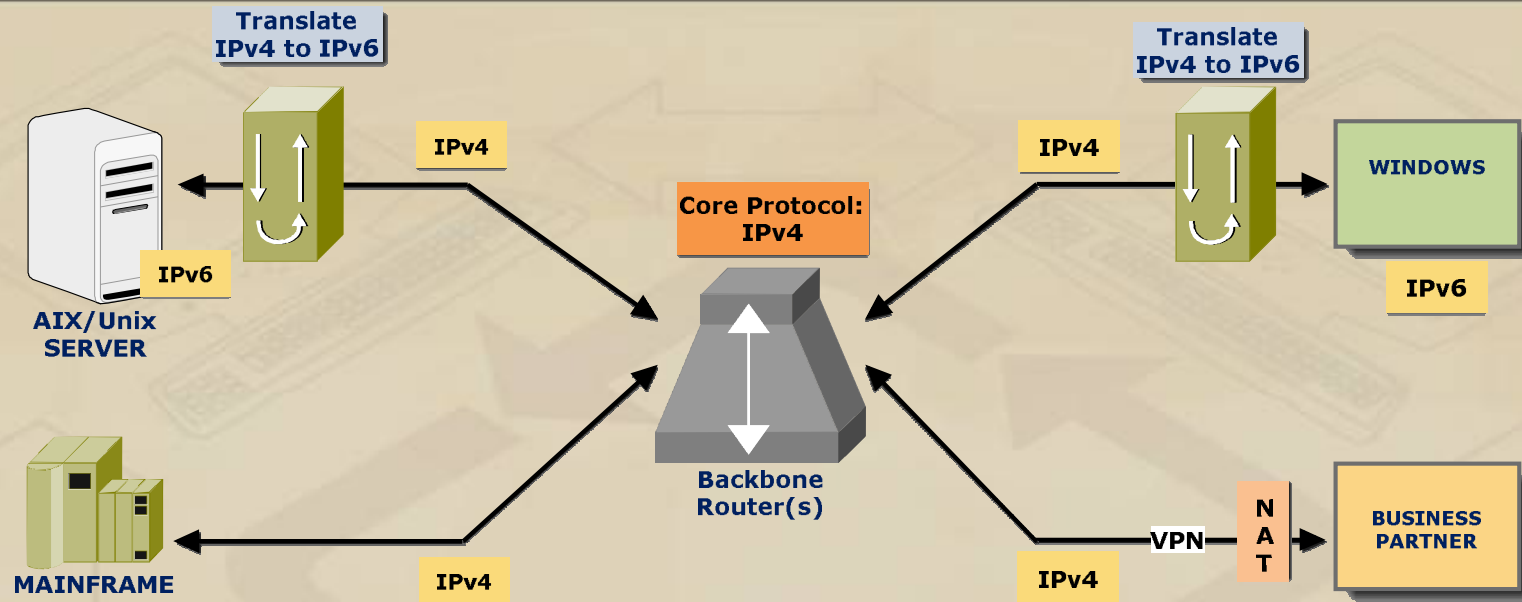 Translate
IPv4 to IPv6
Translate
IPv4 to IPv6
IPv4
IPv4
WINDOWS
Core Protocol:
IPv4
IPv6
IPv6
AIX/Unix
SERVER
Backbone
Router(s)
N
A
T
VPN
BUSINESS
PARTNER
MAINFRAME
IPv4
IPv4